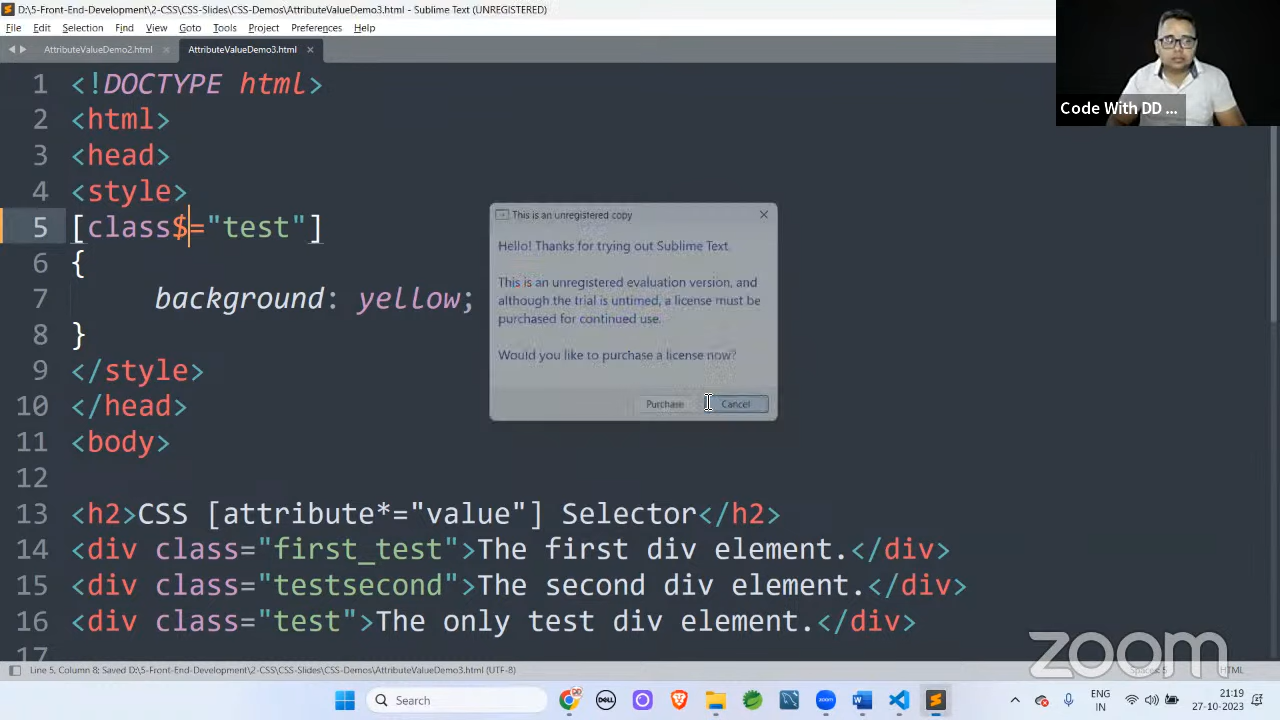 D:\5-Front-End-Development\2-CSS\CSS-Slides\CSS-Demos\AttributeValueDemo3.html - Sublime Text (UNREGISTERED)
File Edit Selection Find View Goto Tools Project Preferences Help
AttributeValueDemo2.html × AttributeValueDemo3.html ×
Code With DD ...
1 <!DOCTYPE html>
2 <html>
3 <head>
4 <style>
5 [class$="test"]
6 {
7 background: yellow;
8 }
9 </style>
10 </head>
11 <body>
12
13 <h2>CSS [attribute*="value"] Selector</h2>
14 <div class="first_test">The first div element.</div>
15 <div class="testsecond">The second div element.</div>
16 <div class="test">The only test div element.</div>
17
This is an unregistered copy
Hello! Thanks for trying out Sublime Text.
This is an unregistered evaluation version, and
although the trial is untimed, a license must be
purchased for continued use.
Would you like to purchase a license now?
Purchase Cancel
zoom
Line 5, Column 8; Saved D:\5-Front-End-Development\2-CSS\CSS-Slides\CSS-Demos\AttributeValueDemo3.html (UTF-8) Spaces: 5 HTML
Search
ENG
IN
21:19
27-10-2023